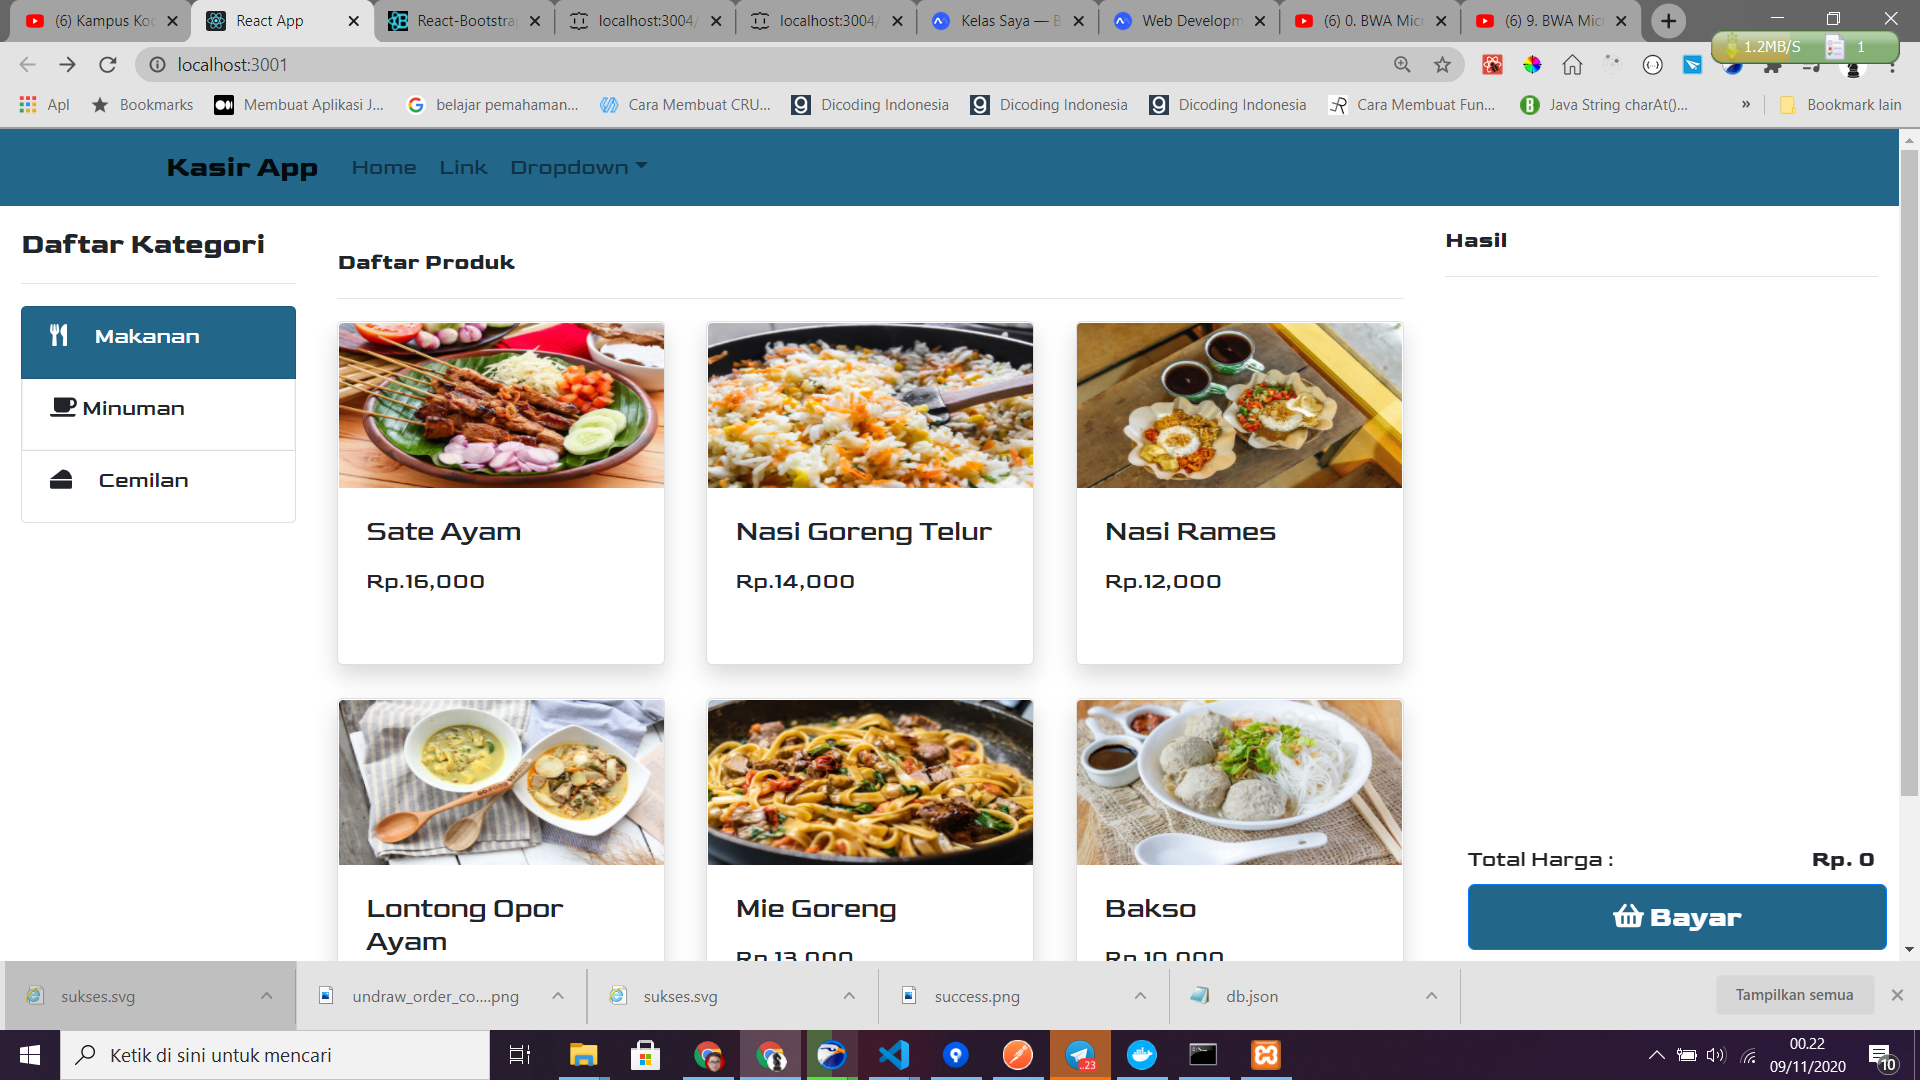 (6) Kampus Ko
React App
React-Bootstrap
localhost:3004/
localhost:3004/
Kelas Saya — B
Web Developm
(6) 0. BWA Micr
(6) 9. BWA Micr
localhost:3001
1.2MB/S 1
Apl
Bookmarks
Membuat Aplikasi J...
belajar pemahaman...
Cara Membuat CRU...
Dicoding Indonesia
Dicoding Indonesia
Dicoding Indonesia
Cara Membuat Fun...
Java String charAt()...
»
Bookmark lain
Kasir App
Home
Link
Dropdown
Daftar Kategori
Makanan
Minuman
Cemilan
Daftar Produk
Sate Ayam
Rp.16,000
Nasi Goreng Telur
Rp.14,000
Nasi Rames
Rp.12,000
Lontong Opor
Ayam
Mie Goreng
Rp.13,000
Bakso
Rp.10,000
Hasil
Total Harga :
Rp. 0
Bayar
sukses.svg
undraw_order_co....png
sukses.svg
success.png
db.json
Tampilkan semua
Ketik di sini untuk mencari
..23
00.22
09/11/2020
10